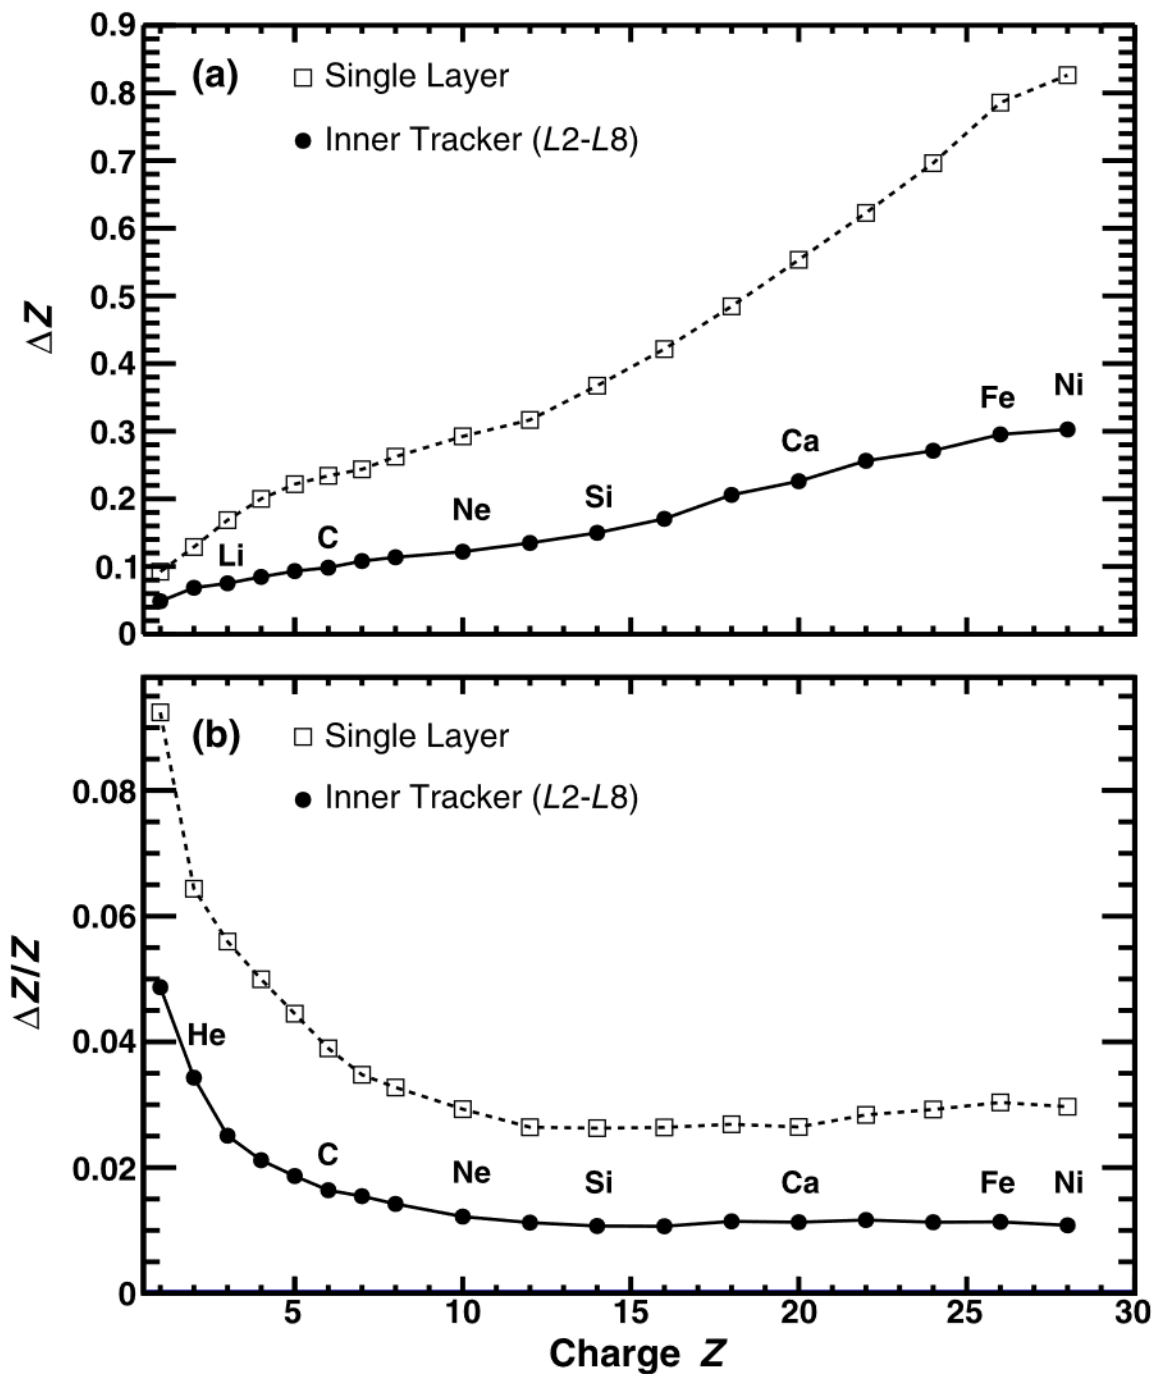 0.9
(a)
Single Layer
0.8
Inner Tracker (L2-L8)
0.7
0.6
0.5
ΔZ
0.4
Fe
Ni
0.3
Ca
Ne
Si
0.2
Li
C
0.1
0
(b)
Single Layer
0.08
Inner Tracker (L2-L8)
0.06
ΔZ/Z
0.04
He
C
Ne
Si
Ca
Fe
Ni
0.02
0
5 10 15 20 25 30
Charge Z